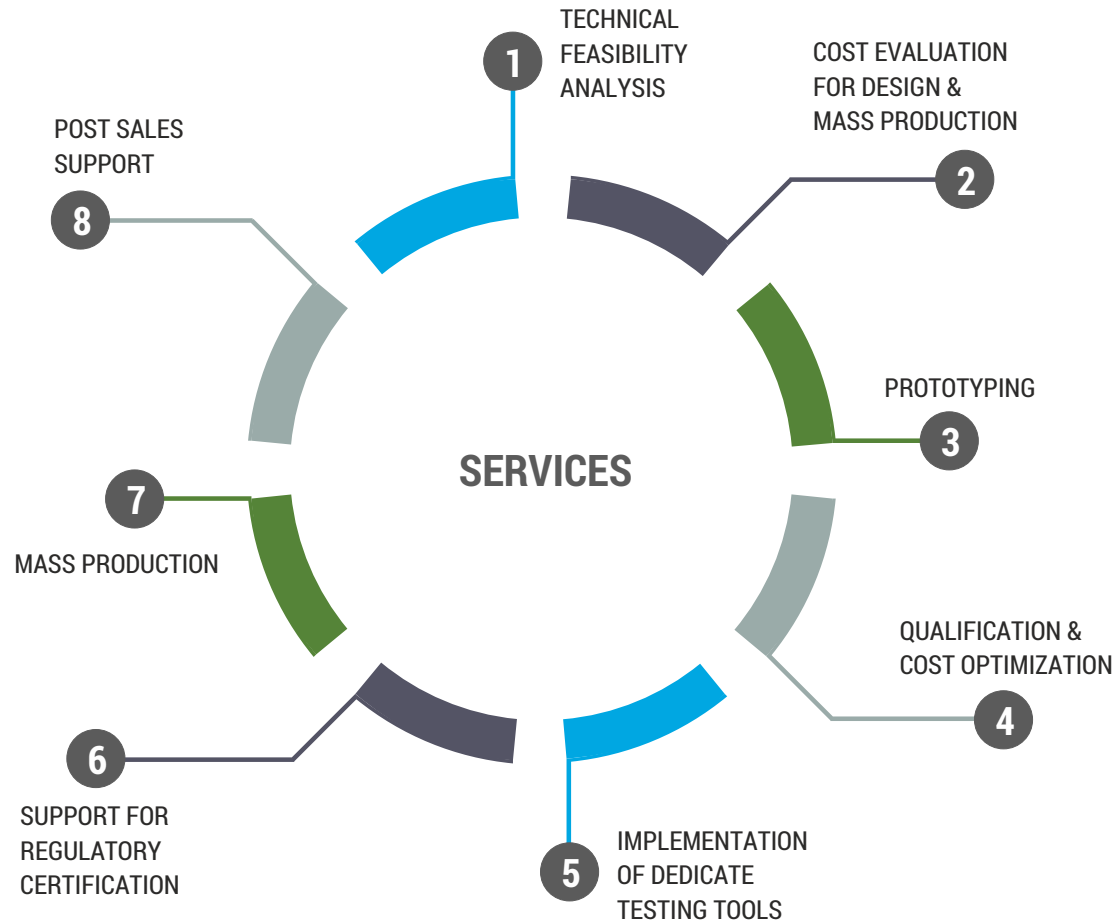 1
TECHNICAL
FEASIBILITY
ANALYSIS
2
COST EVALUATION
FOR DESIGN &
MASS PRODUCTION
3
PROTOTYPING
4
QUALIFICATION &
COST OPTIMIZATION
5
IMPLEMENTATION
OF DEDICATE
TESTING TOOLS
6
SUPPORT FOR
REGULATORY
CERTIFICATION
7
MASS PRODUCTION
8
POST SALES
SUPPORT
SERVICES